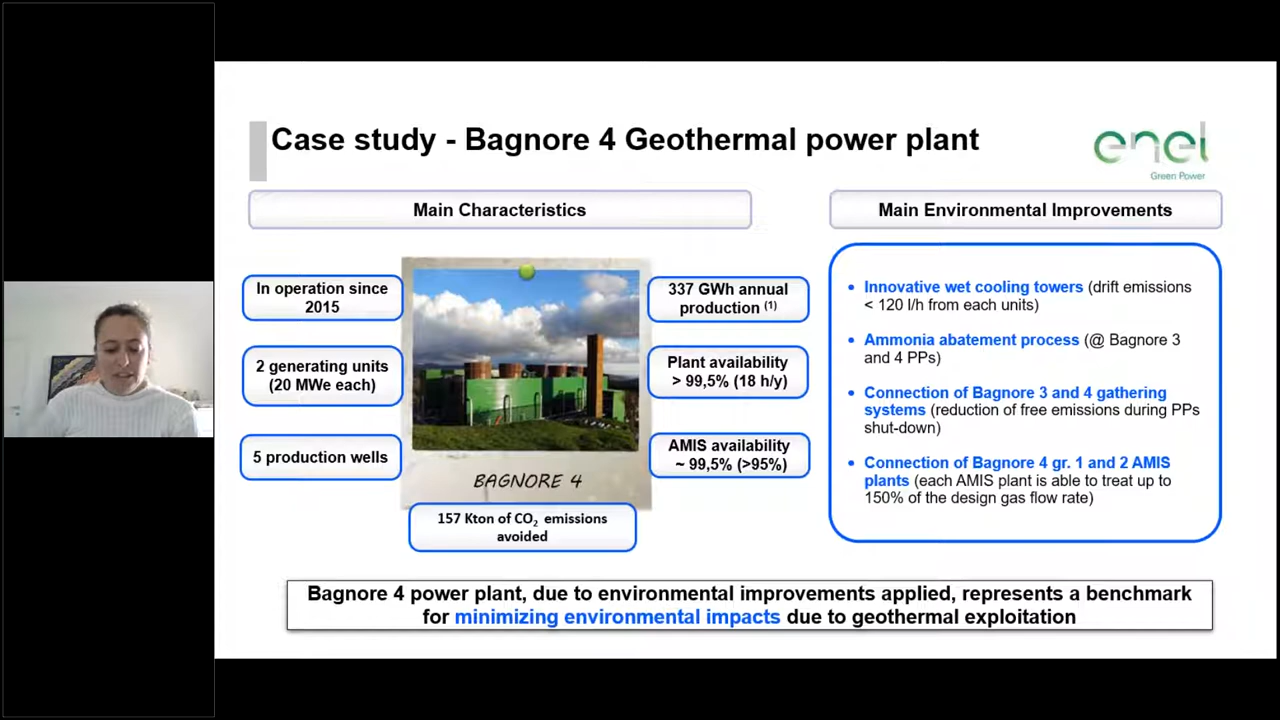 Case study - Bagnore 4 Geothermal power plant
enel
Green Power
Main Characteristics
In operation since
2015
2 generating units
(20 MWe each)
5 production wells
BAGNORE 4
157 Kton of CO₂ emissions
avoided
337 GWh annual
production (1)
Plant availability
> 99,5% (18 h/y)
AMIS availability
~ 99,5% (>95%)
Main Environmental Improvements
• Innovative wet cooling towers (drift emissions
< 120 l/h from each units)
• Ammonia abatement process (@ Bagnore 3
and 4 PPs)
• Connection of Bagnore 3 and 4 gathering
systems (reduction of free emissions during PPs
shut-down)
• Connection of Bagnore 4 gr. 1 and 2 AMIS
plants (each AMIS plant is able to treat up to
150% of the design gas flow rate)
Bagnore 4 power plant, due to environmental improvements applied, represents a benchmark
for minimizing environmental impacts due to geothermal exploitation